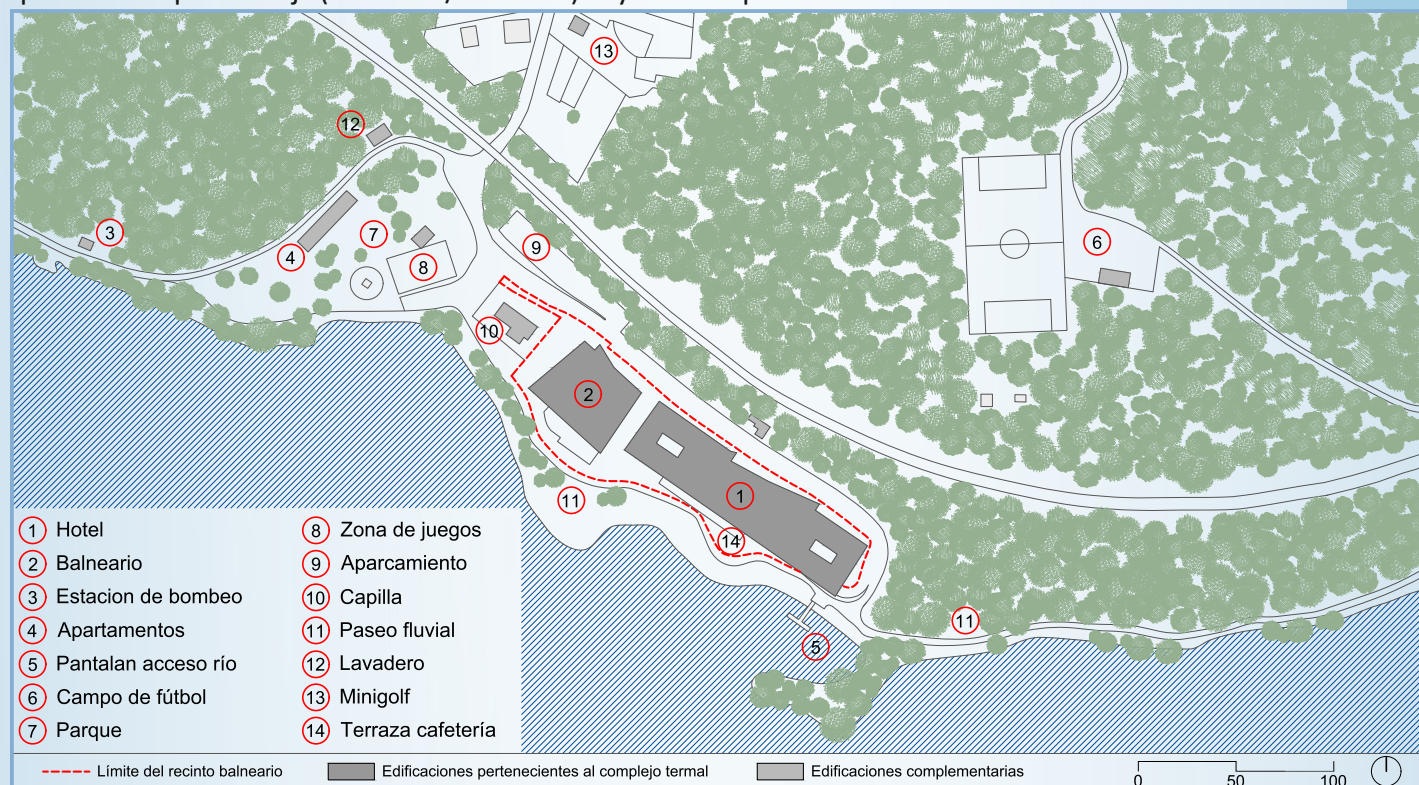 13
12
3
7
6
4
8
9
10
2
1
11
14
11
5
1 Hotel
2 Balneario
3 Estacion de bombeo
4 Apartamentos
5 Pantalan acceso río
6 Campo de fútbol
7 Parque
8 Zona de juegos
9 Aparcamiento
10 Capilla
11 Paseo fluvial
12 Lavadero
13 Minigolf
14 Terraza cafetería
Límite del recinto balneario
Edificaciones pertenecientes al complejo termal
Edificaciones complementarias
0 50 100